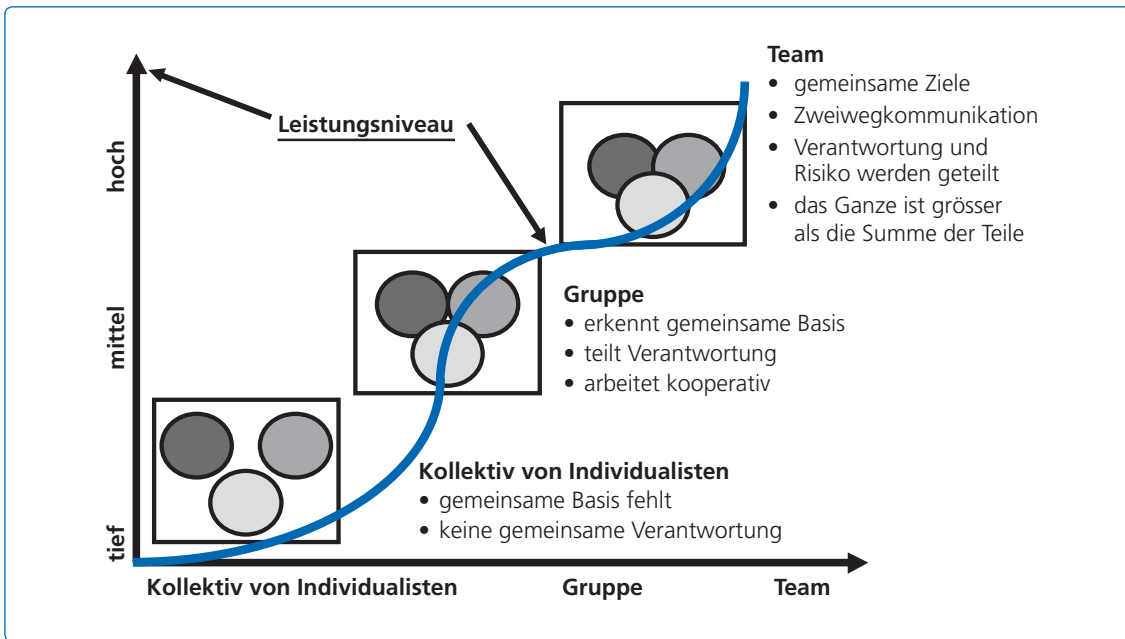 Team
• gemeinsame Ziele
• Zweiwegkommunikation
• Verantwortung und
Risiko werden geteilt
• das Ganze ist grösser
als die Summe der Teile
Leistungsniveau
hoch
mittel
tief
Gruppe
• erkennt gemeinsame Basis
• teilt Verantwortung
• arbeitet kooperativ
Kollektiv von Individualisten
• gemeinsame Basis fehlt
• keine gemeinsame Verantwortung
Kollektiv von Individualisten
Gruppe
Team